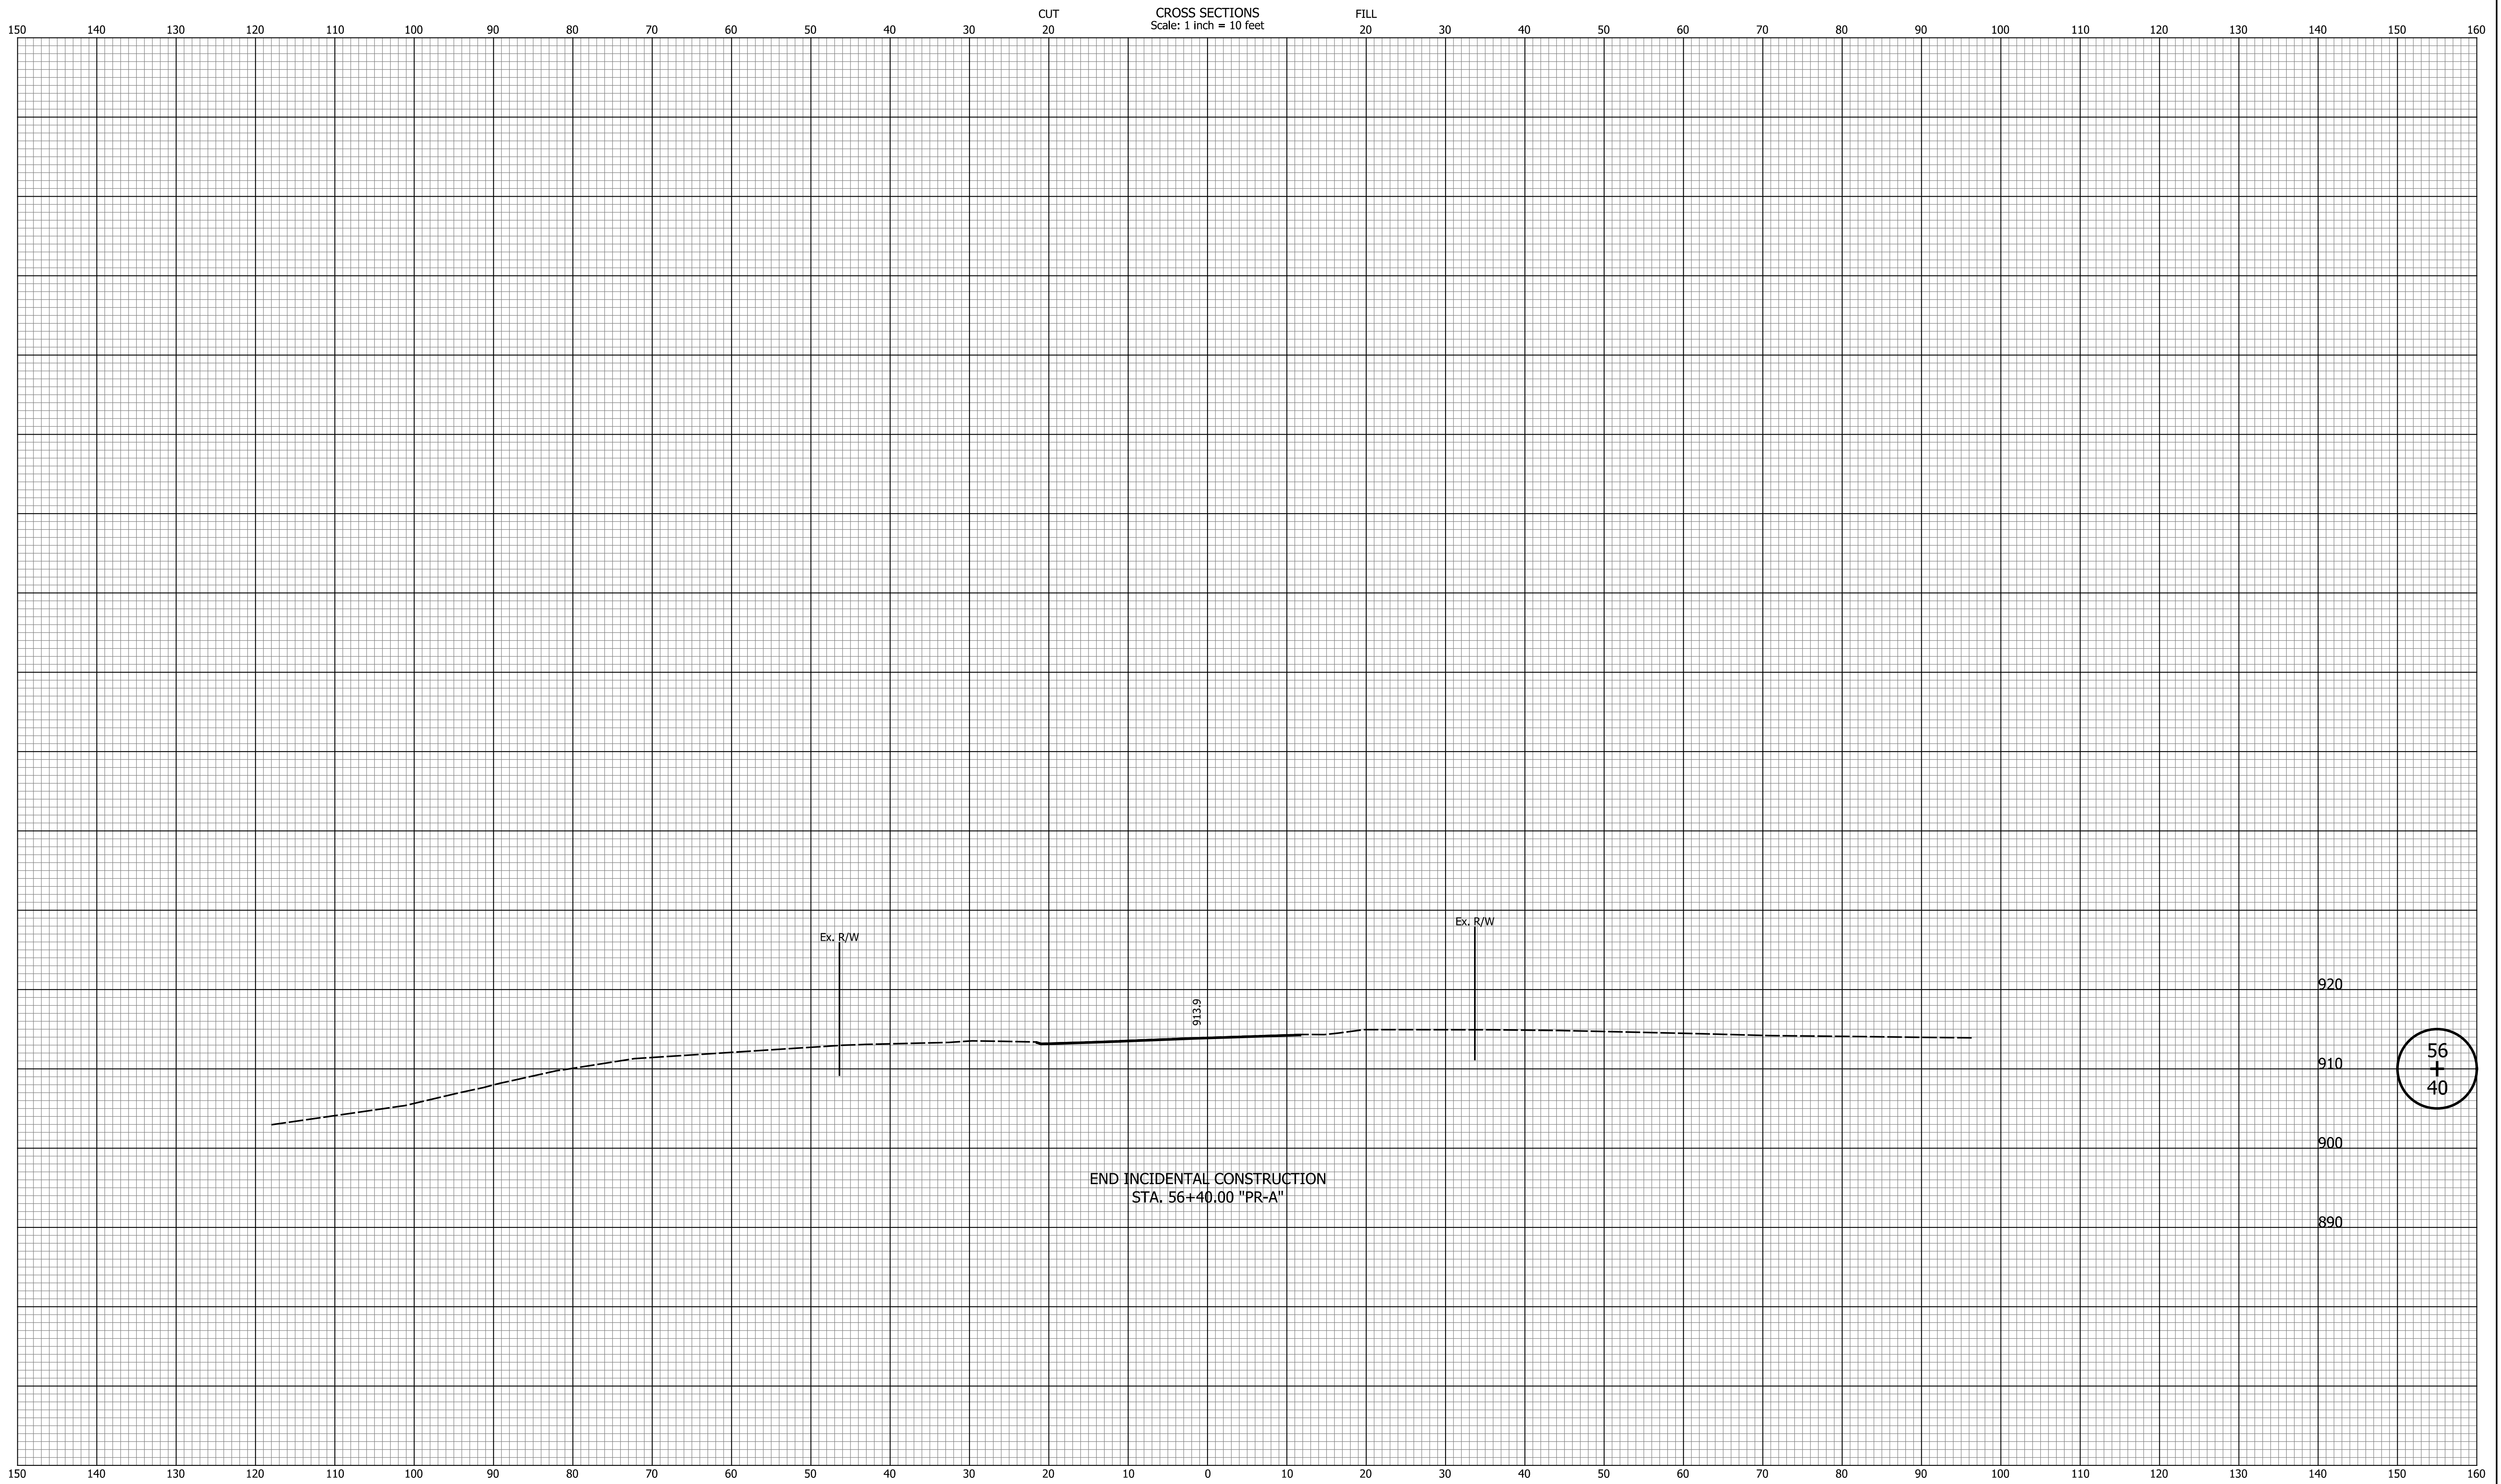 CUT CROSS SECTIONS FILL
Scale: 1 inch = 10 feet
150 140 130 120 110 100 90 80 70 60 50 40 30 20 20 30 40 50 60 70 80 90 100 110 120 130 140 150 160
Ex. R/W
Ex. R/W
920
913.9
56
910
+
40
900
END INCIDENTAL CONSTRUCTION
STA. 56+40.00 "PR-A"
890
150 140 130 120 110 100 90 80 70 60 50 40 30 20 10 0 10 20 30 40 50 60 70 80 90 100 110 120 130 140 150 160